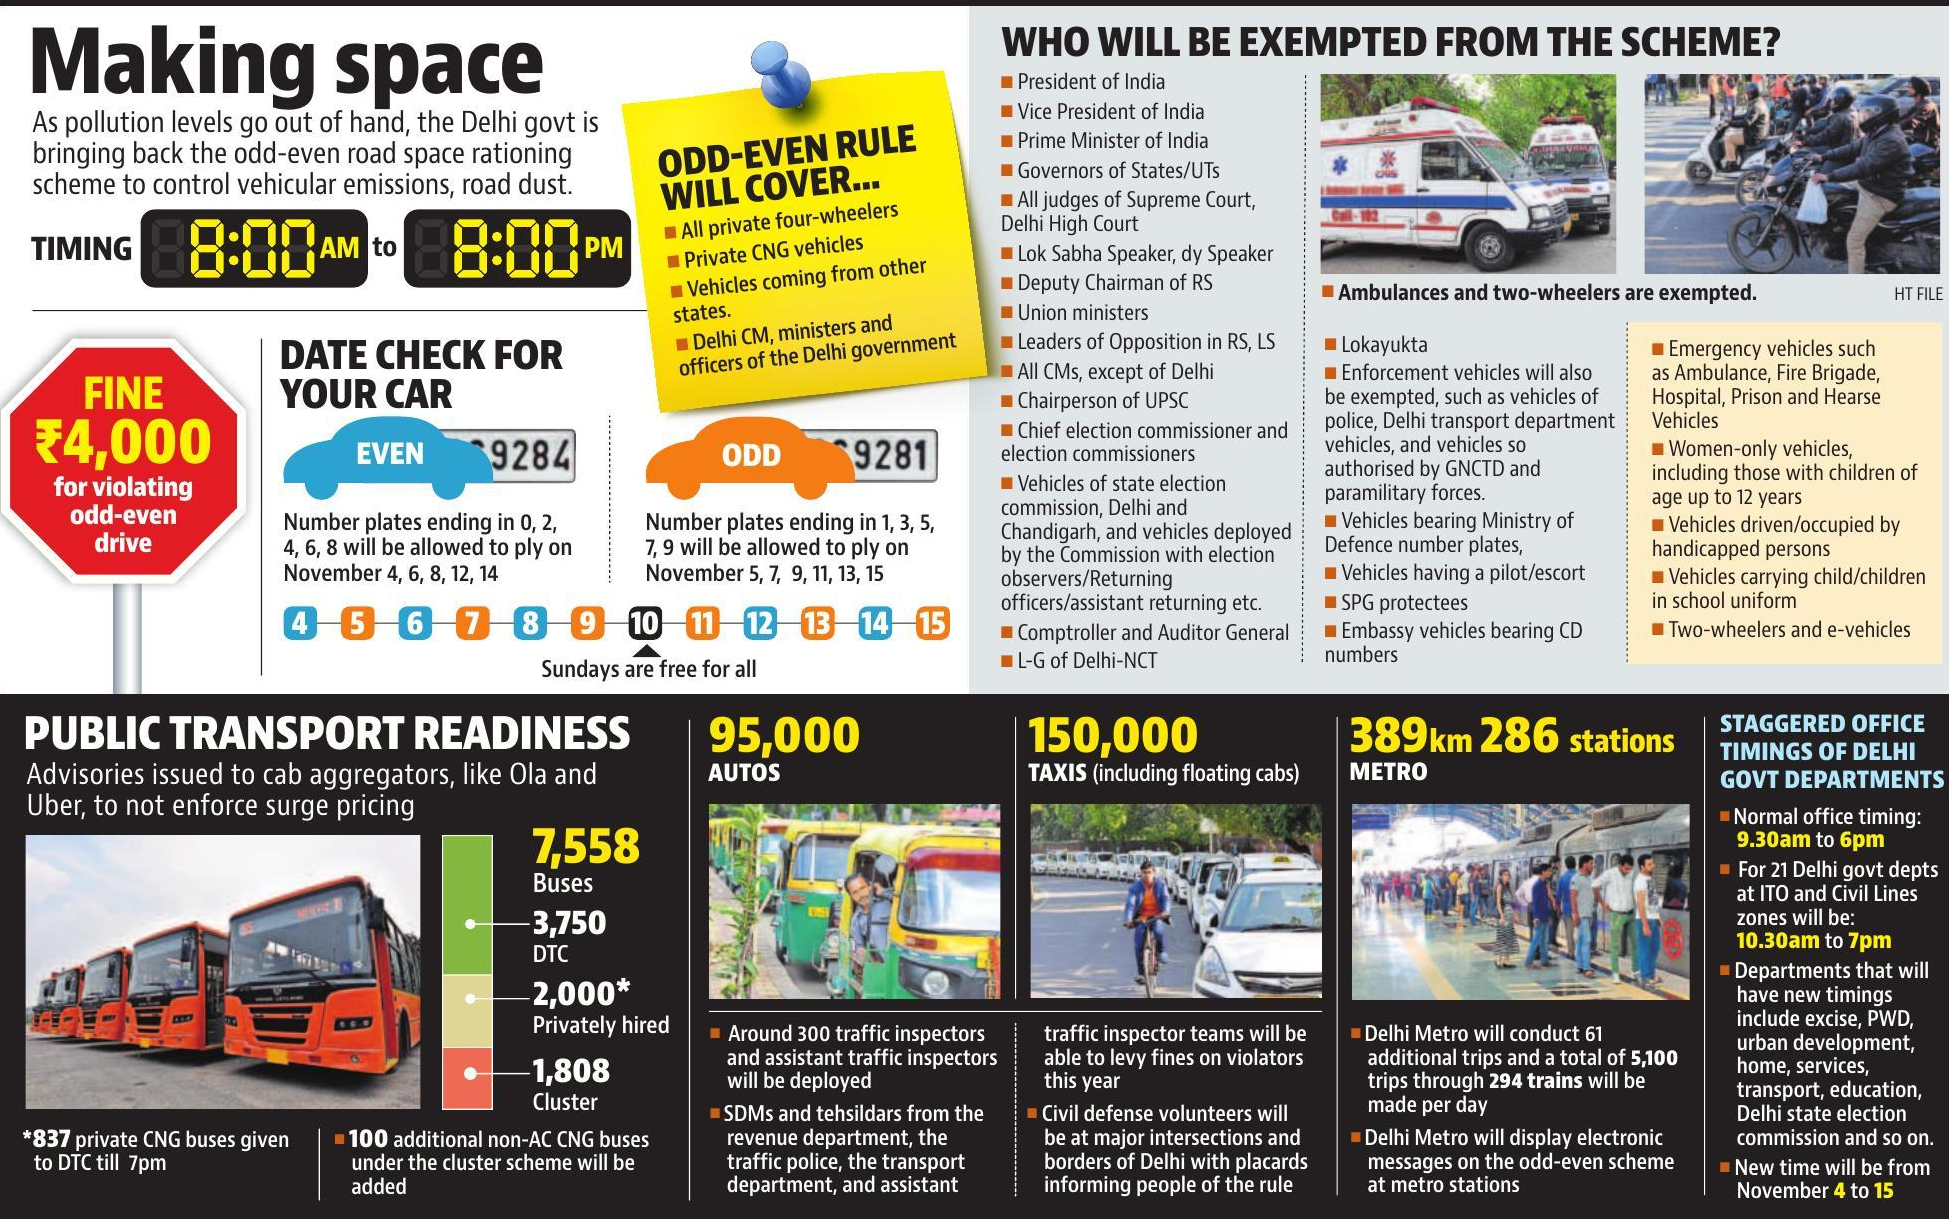 Making space
As pollution levels go out of hand, the Delhi govt is
bringing back the odd-even road space rationing
scheme to control vehicular emissions, road dust.
TIMING 8:00 AM to 8:00 PM
ODD-EVEN RULE
WILL COVER...
All private four-wheelers
Private CNG vehicles
Vehicles coming from other
states.
Delhi CM, ministers and
officers of the Delhi government
FINE
₹4,000
for violating
odd-even
drive
DATE CHECK FOR
YOUR CAR
EVEN
9284
Number plates ending in 0, 2,
4, 6, 8 will be allowed to ply on
November 4, 6, 8, 12, 14
ODD
9281
Number plates ending in 1, 3, 5,
7, 9 will be allowed to ply on
November 5, 7, 9, 11, 13, 15
4 5 6 7 8 9 10 11 12 13 14 15
Sundays are free for all
WHO WILL BE EXEMPTED FROM THE SCHEME?
President of India
Vice President of India
Prime Minister of India
Governors of States/UTs
All judges of Supreme Court,
Delhi High Court
Lok Sabha Speaker, dy Speaker
Deputy Chairman of RS
Union ministers
Leaders of Opposition in RS, LS
All CMs, except of Delhi
Chairperson of UPSC
Chief election commissioner and
election commissioners
Vehicles of state election
commission, Delhi and
Chandigarh, and vehicles deployed
by the Commission with election
observers/Returning
officers/assistant returning etc.
Comptroller and Auditor General
L-G of Delhi-NCT
Call - 102
Ambulances and two-wheelers are exempted.
HT FILE
Lokayukta
Enforcement vehicles will also
be exempted, such as vehicles of
police, Delhi transport department
vehicles, and vehicles so
authorised by GNCTD and
paramilitary forces.
Vehicles bearing Ministry of
Defence number plates,
Vehicles having a pilot/escort
SPG protectees
Embassy vehicles bearing CD
numbers
Emergency vehicles such
as Ambulance, Fire Brigade,
Hospital, Prison and Hearse
Vehicles
Women-only vehicles,
including those with children of
age up to 12 years
Vehicles driven/occupied by
handicapped persons
Vehicles carrying child/children
in school uniform
Two-wheelers and e-vehicles
PUBLIC TRANSPORT READINESS
Advisories issued to cab aggregators, like Ola and
Uber, to not enforce surge pricing
7,558
Buses
3,750
DTC
2,000*
Privately hired
1,808
Cluster
*837 private CNG buses given
to DTC till 7pm
100 additional non-AC CNG buses
under the cluster scheme will be
added
95,000
AUTOS
150,000
TAXIS (including floating cabs)
Around 300 traffic inspectors
and assistant traffic inspectors
will be deployed
SDMs and tehsildars from the
revenue department, the
traffic police, the transport
department, and assistant
traffic inspector teams will be
able to levy fines on violators
this year
Civil defense volunteers will
be at major intersections and
borders of Delhi with placards
informing people of the rule
389km 286 stations
METRO
Delhi Metro will conduct 61
additional trips and a total of 5,100
trips through 294 trains will be
made per day
Delhi Metro will display electronic
messages on the odd-even scheme
at metro stations
STAGGERED OFFICE
TIMINGS OF DELHI
GOVT DEPARTMENTS
Normal office timing:
9.30am to 6pm
For 21 Delhi govt depts
at ITO and Civil Lines
zones will be:
10.30am to 7pm
Departments that will
have new timings
include excise, PWD,
urban development,
home, services,
transport, education,
Delhi state election
commission and so on.
New time will be from
November 4 to 15